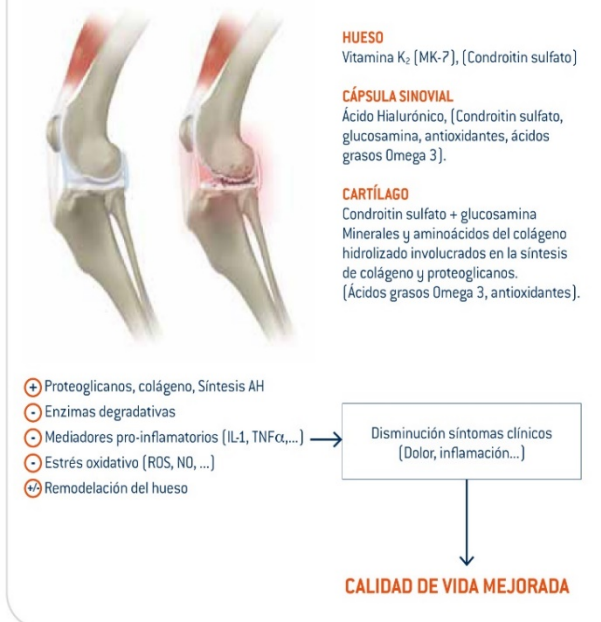 HUESO
Vitamina K₂ (MK-7), (Condroitin sulfato)
CÁPSULA SINOVIAL
Ácido Hialurónico, (Condroitin sulfato,
glucosamina, antioxidantes, ácidos
grasos Omega 3).
CARTÍLAGO
Condroitin sulfato + glucosamina
Minerales y aminoácidos del colágeno
hidrolizado involucrados en la síntesis
de colágeno y proteoglicanos.
(Ácidos grasos Omega 3, antioxidantes).
+ Proteoglicanos, colágeno, Síntesis AH
- Enzimas degradativas
- Mediadores pro-inflamatorios (IL-1, TNFα,...)
- Estrés oxidativo (ROS, NO, ...)
+/- Remodelación del hueso
Disminución síntomas clínicos
(Dolor, inflamación...)
CALIDAD DE VIDA MEJORADA